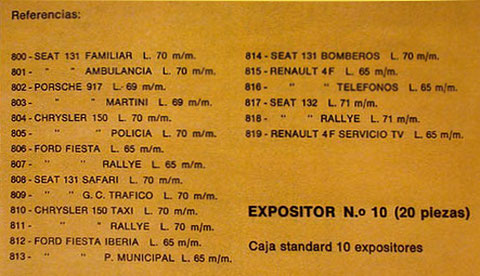 Referencias:
800 - SEAT 131 FAMILIAR L. 70 m/m.
801 - " " AMBULANCIA L. 70 m/m.
802 - PORSCHE 917 L. 69 m/m.
803 - " " MARTINI L. 69 m/m.
804 - CHRYSLER 150 L. 70 m/m.
805 - " " POLICIA L. 70 m/m.
806 - FORD FIESTA L. 65 m/m.
807 - " " RALLYE L. 65 m/m.
808 - SEAT 131 SAFARI L. 70 m/m.
809 - " " G.C. TRAFICO L. 70 m/m.
810 - CHRYSLER 150 TAXI L. 70 m/m.
811 - " " RALLYE L. 70 m/m.
812 - FORD FIESTA IBERIA L. 65 m/m.
813 - " " P. MUNICIPAL L. 65 m/m.
814 - SEAT 131 BOMBEROS L. 70 m/m.
815 - RENAULT 4F L. 65 m/m.
816 - " " TELEFONOS L. 65 m/m.
817 - SEAT 132 L. 71 m/m.
818 - " " RALLYE L. 71 m/m.
819 - RENAULT 4F SERVICIO TV L. 65 m/m.
EXPOSITOR N.º 10 (20 piezas)
Caja standard 10 expositores